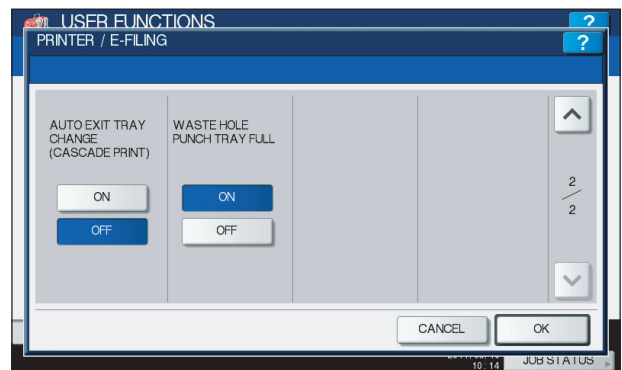 USER FUNCTIONS
?
PRINTER / E-FILING
?
AUTO EXIT TRAY
CHANGE
(CASCADE PRINT)
ON
OFF
WASTE HOLE
PUNCH TRAY FULL
ON
OFF
2
2
CANCEL
OK
10:14
JOB STATUS